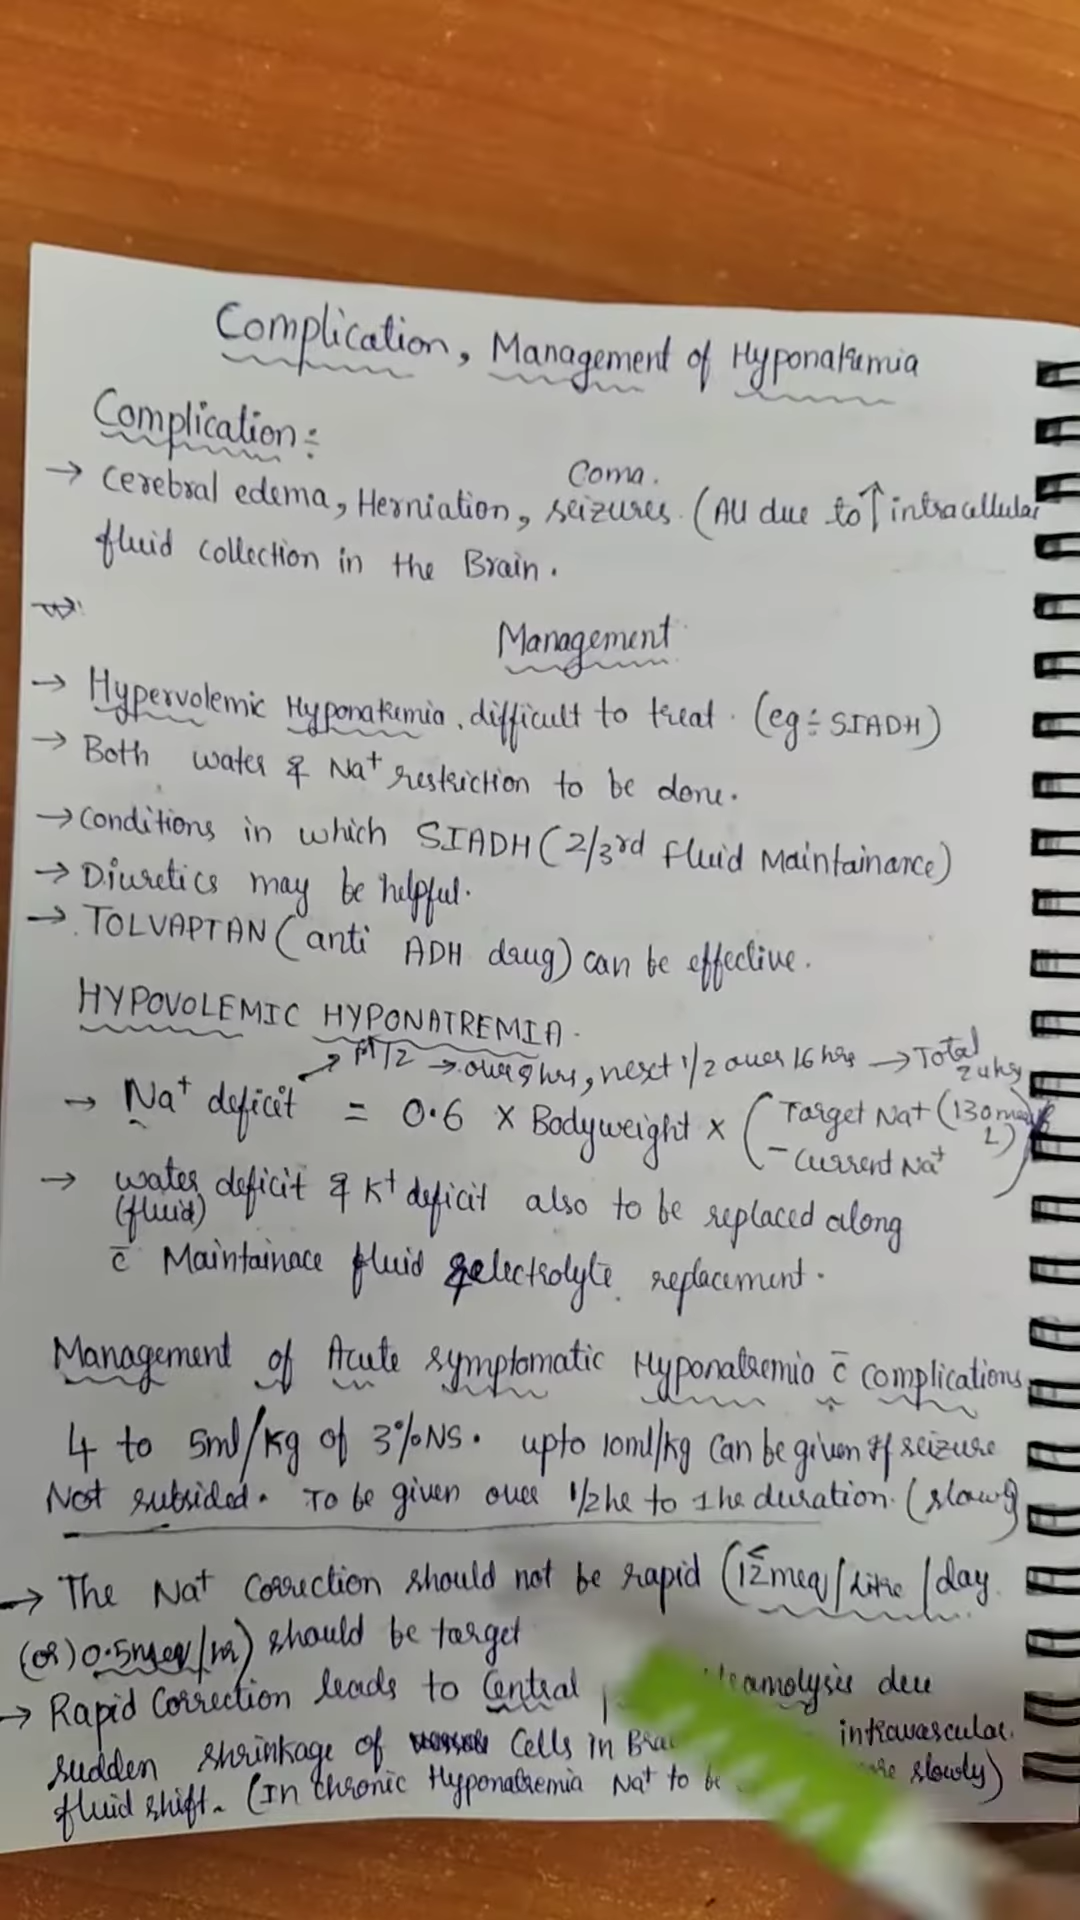 Complication, Management of Hyponatremia
Complication:
Coma.
→ Cerebral edema, Herniation, seizures. (All due to ↑ intracellular
fluid collection in the Brain.
Management
→ Hypervolemic Hyponatremia. difficult to treat. (eg: SIADH)
→ Both water & Na+ restriction to be done.
→ Conditions in which SIADH (2/3rd fluid Maintainance)
→ Diuretics may be helpful.
→ TOLVAPTAN (anti ADH drug) can be effective.
HYPOVOLEMIC HYPONATREMIA.
1/2 → over 8 hrs, next 1/2 over 16 hrs → Total 24hrs
→ Na+ deficit = 0.6 × Bodyweight × (Target Na+ (130 meq/L)
- Current Na+)
→ water deficit & K+ deficit also to be replaced along
(fluid)
c̄ Maintainace fluid & electrolyte replacement.
Management of Acute symptomatic Hyponatremia c̄ complications
4 to 5ml/kg of 3%NS. upto 10ml/kg can be given if seizure
Not subsided. To be given over 1/2 hr to 1 hr duration. (slowly)
→ The Na+ Correction should not be rapid (≤12meq/Litre/day
(or) 0.5meq/hr) should be target
→ Rapid Correction leads to Central due
sudden shrinkage of Cells in intravascular.
fluid shift. (In chronic Hyponatremia Na+ to be slowly)